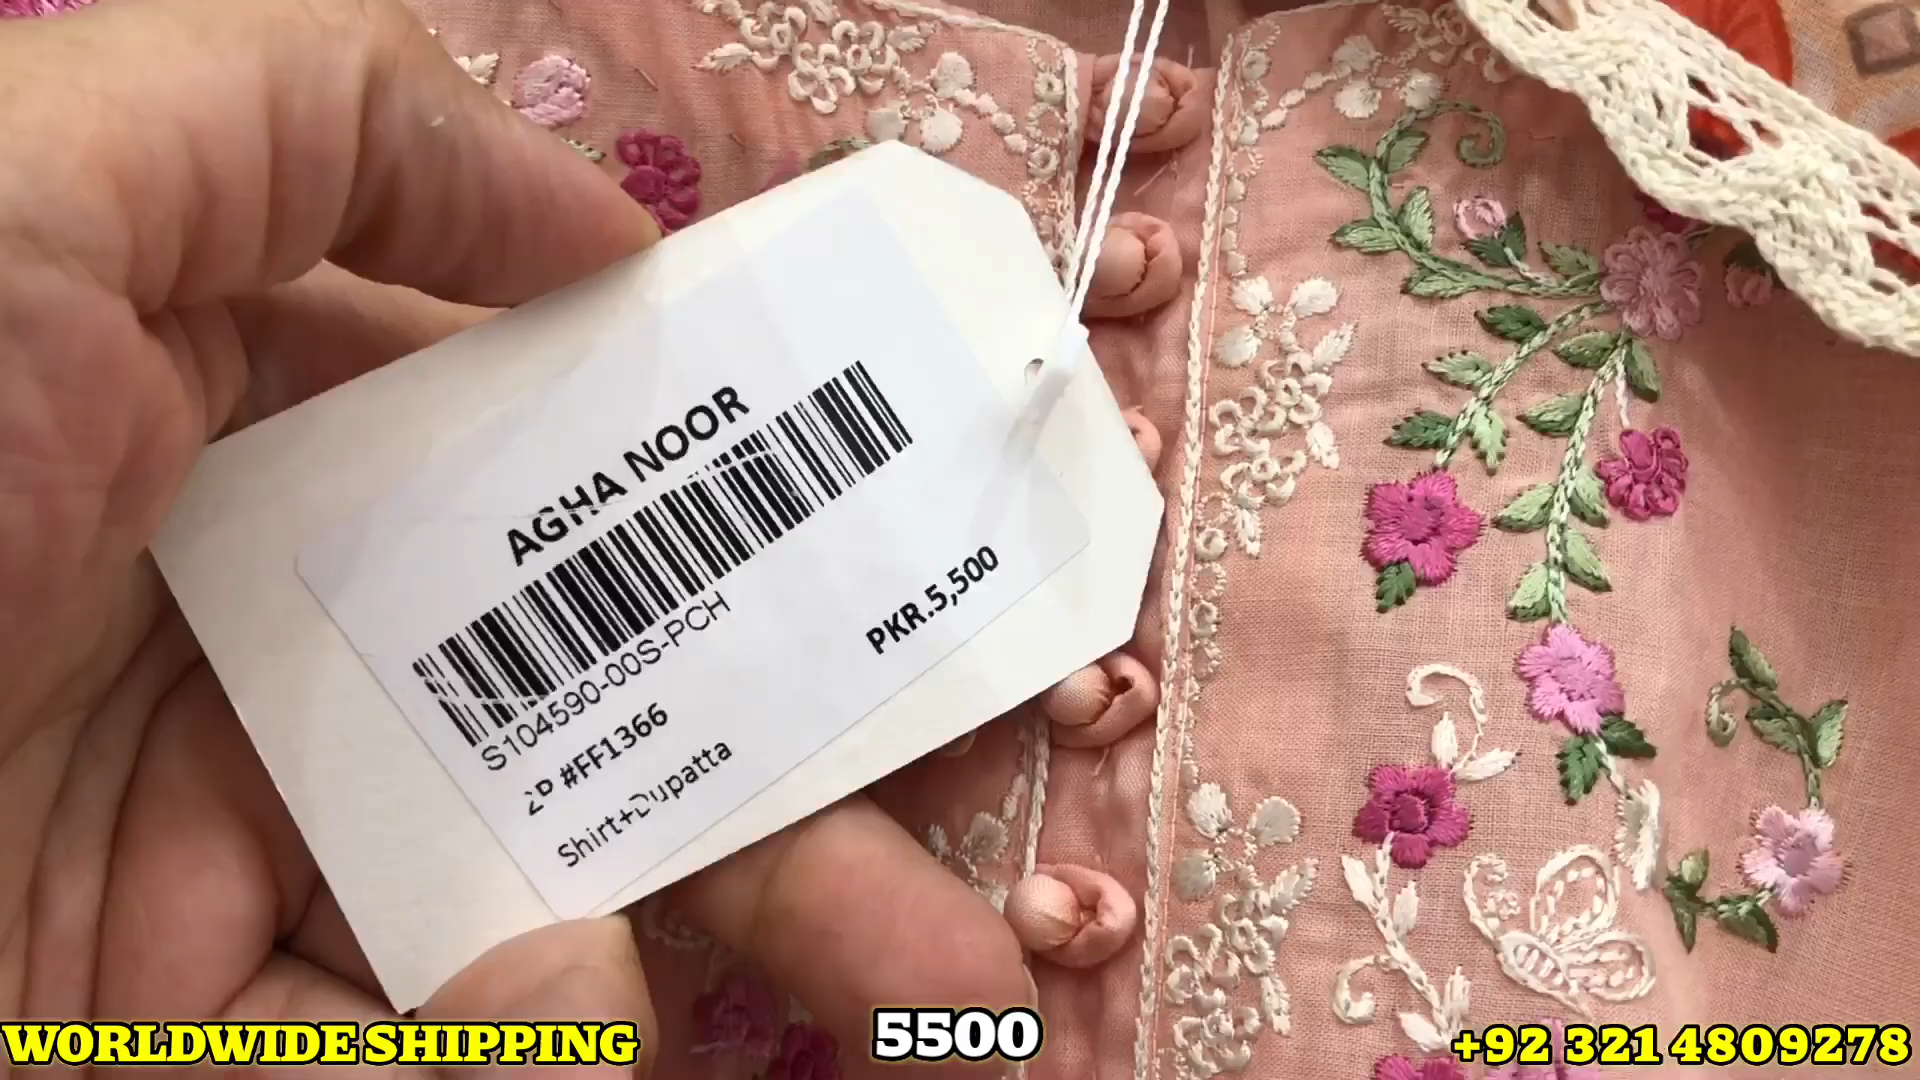 AGHA NOOR
S104590-00S-PCH
2P #FF1366
PKR.5,500
Shirt+Dupatta
WORLDWIDE SHIPPING
5500
+92 321 4809278